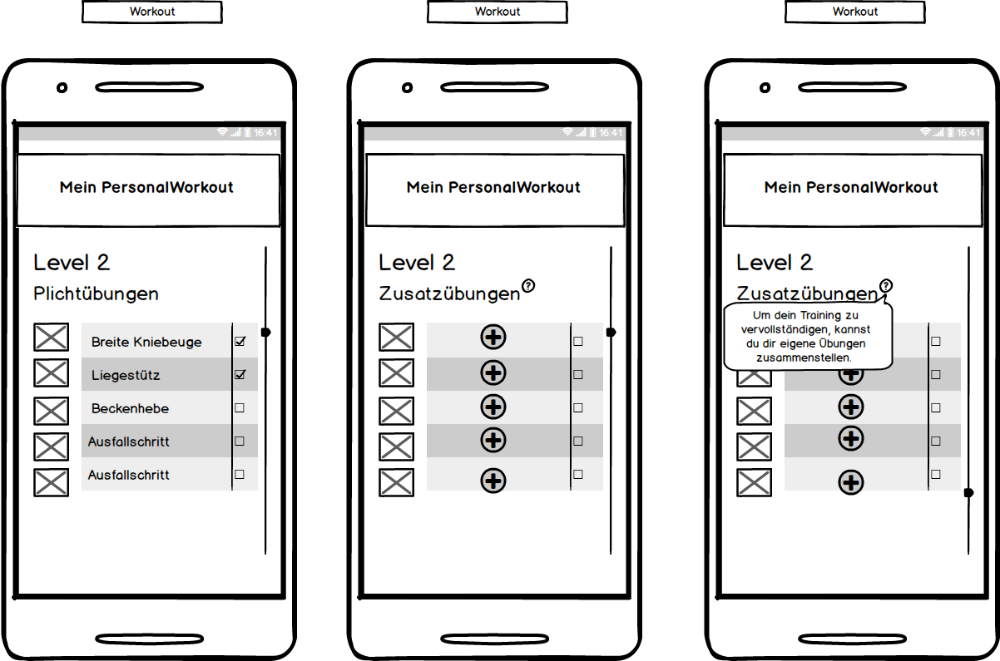 Workout
16:41
Mein PersonalWorkout
Level 2
Plichtübungen
Breite Kniebeuge
Liegestütz
Beckenhebe
Ausfallschritt
Ausfallschritt
Workout
16:41
Mein PersonalWorkout
Level 2
Zusatzübungen?
Workout
16:41
Mein PersonalWorkout
Level 2
Zusatzübungen?
Um dein Training zu
vervollständigen, kannst
du dir eigene Übungen
zusammenstellen.